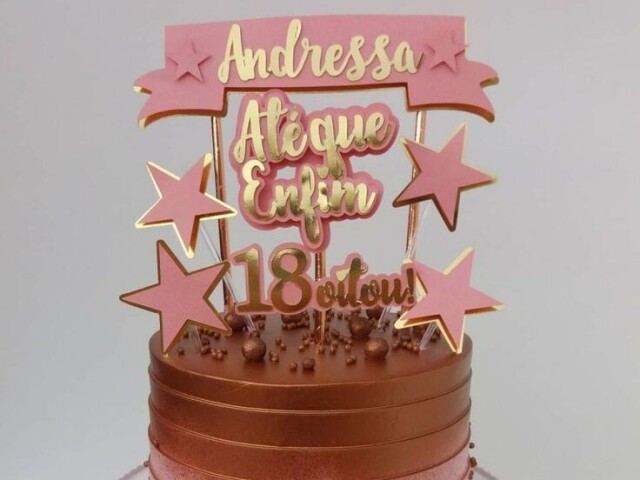 Andressa
Até que
Enfim
18 oitou!